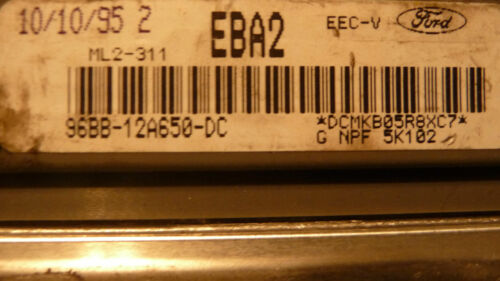 10/10/95 2 EBA2 EEC-V Ford
ML2-311
96BB-12A650-DC *DCMKB05R8XC7*
G NPF 5K102